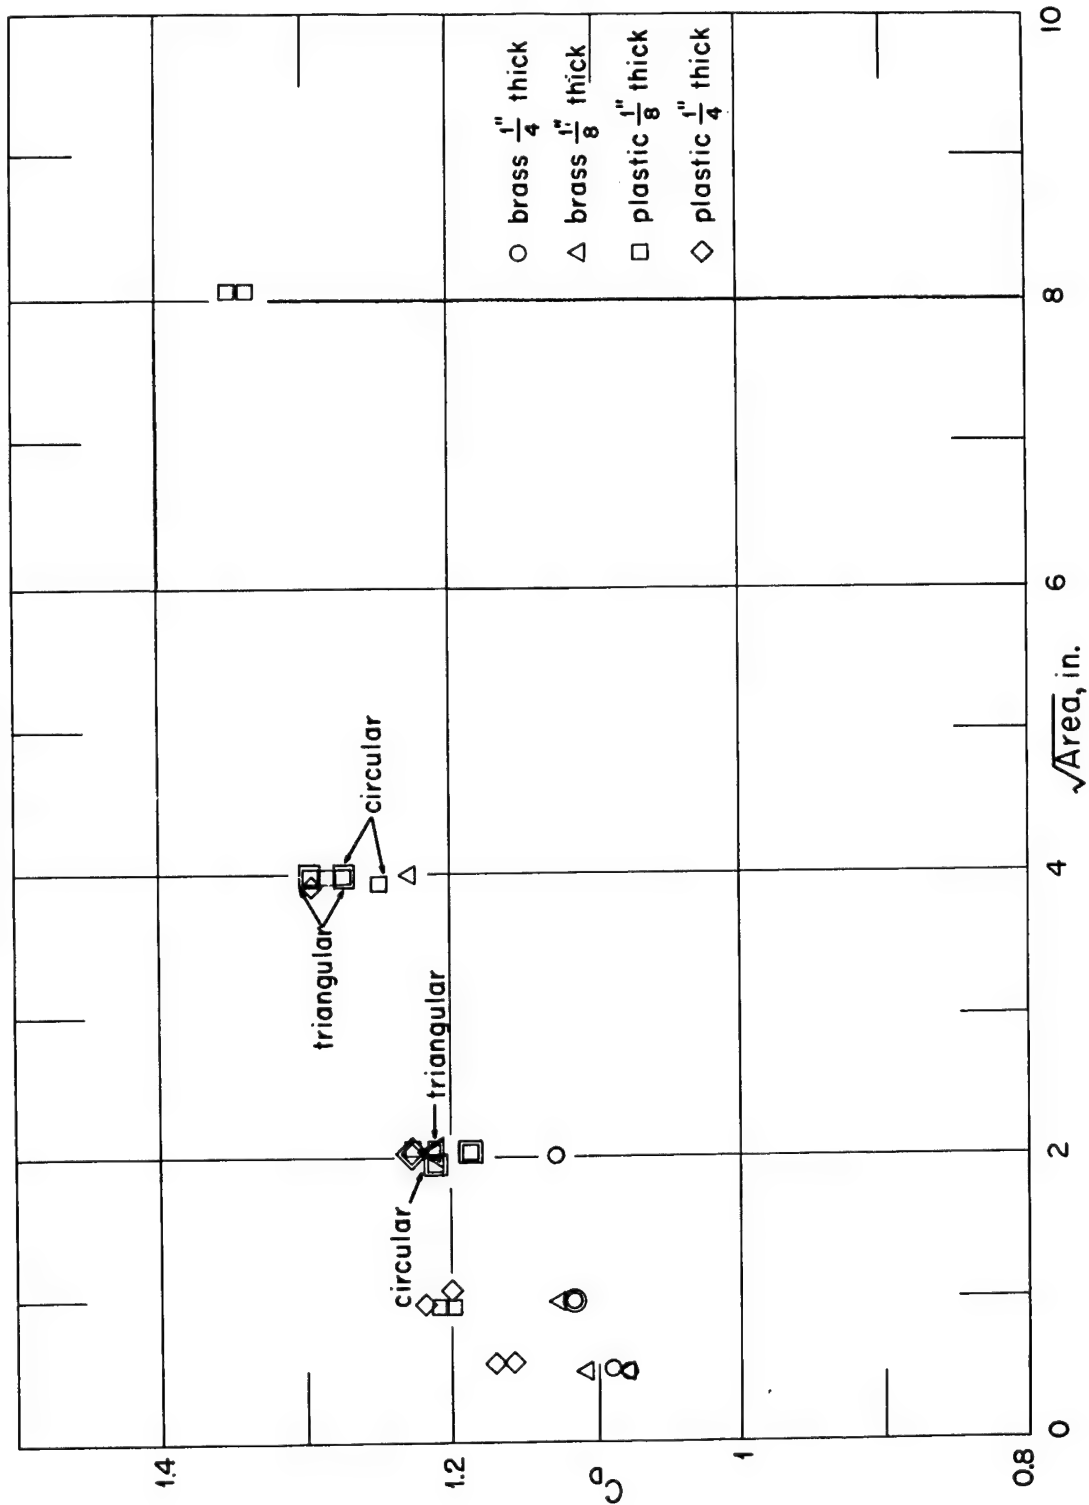 1.4
1.2
1
0.8
C_D
0
2
4
6
8
10
√Area, in.
circular
triangular
triangular
circular
○ brass 1/4" thick
△ brass 1/8" thick
□ plastic 1/8" thick
◇ plastic 1/4" thick